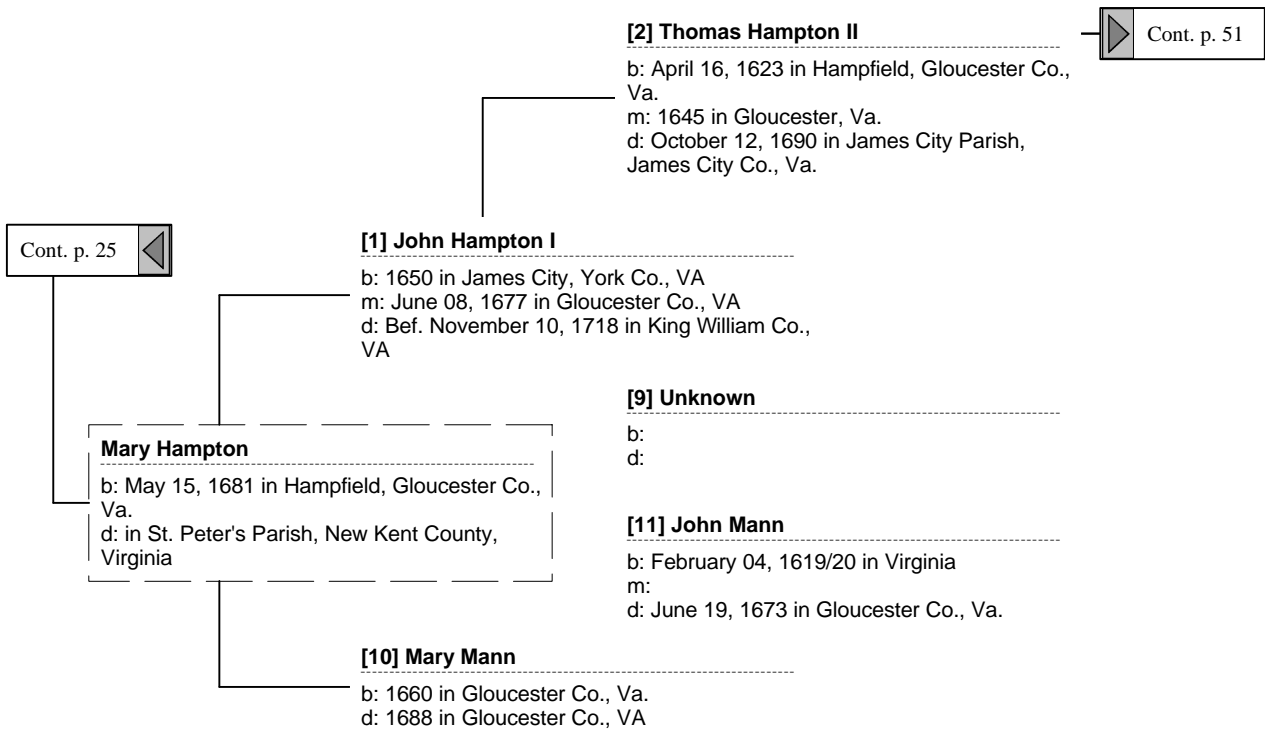 [2] Thomas Hampton II
Cont. p. 51
b: April 16, 1623 in Hampfield, Gloucester Co.,
Va.
m: 1645 in Gloucester, Va.
d: October 12, 1690 in James City Parish,
James City Co., Va.
Cont. p. 25
[1] John Hampton I
b: 1650 in James City, York Co., VA
m: June 08, 1677 in Gloucester Co., VA
d: Bef. November 10, 1718 in King William Co.,
VA
[9] Unknown
b:
d:
Mary Hampton
b: May 15, 1681 in Hampfield, Gloucester Co.,
Va.
d: in St. Peter's Parish, New Kent County,
Virginia
[11] John Mann
b: February 04, 1619/20 in Virginia
m:
d: June 19, 1673 in Gloucester Co., Va.
[10] Mary Mann
b: 1660 in Gloucester Co., Va.
d: 1688 in Gloucester Co., VA